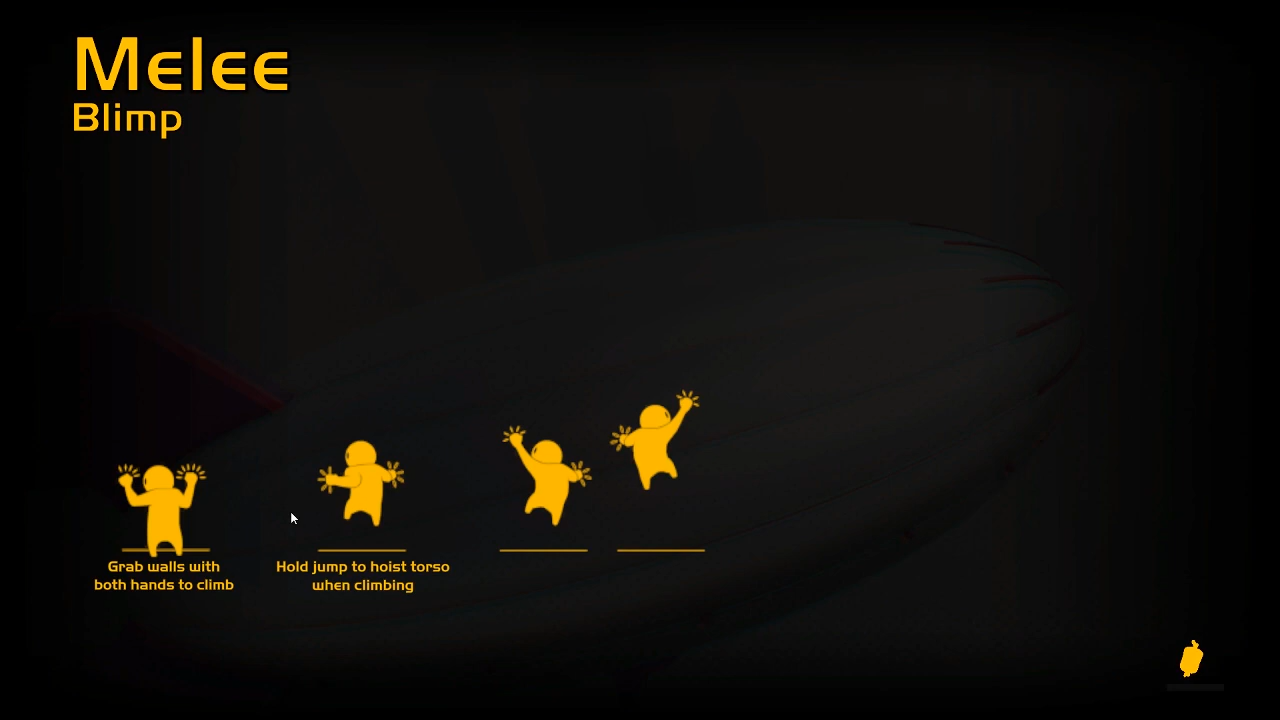 Melee
Blimp
Grab walls with
both hands to climb
Hold jump to hoist torso
when climbing